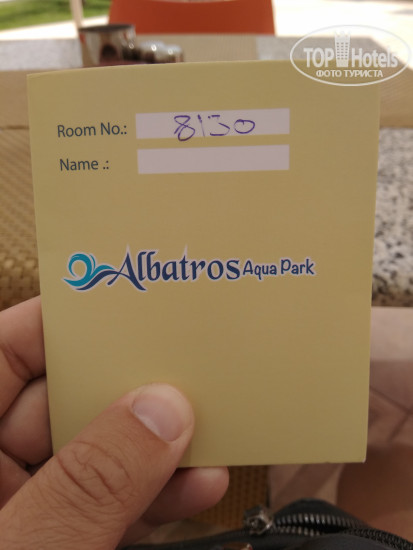 TOP Hotels
ФОТО ТУРИСТА
Room No.: 8130
Name .:
Albatros Aqua Park